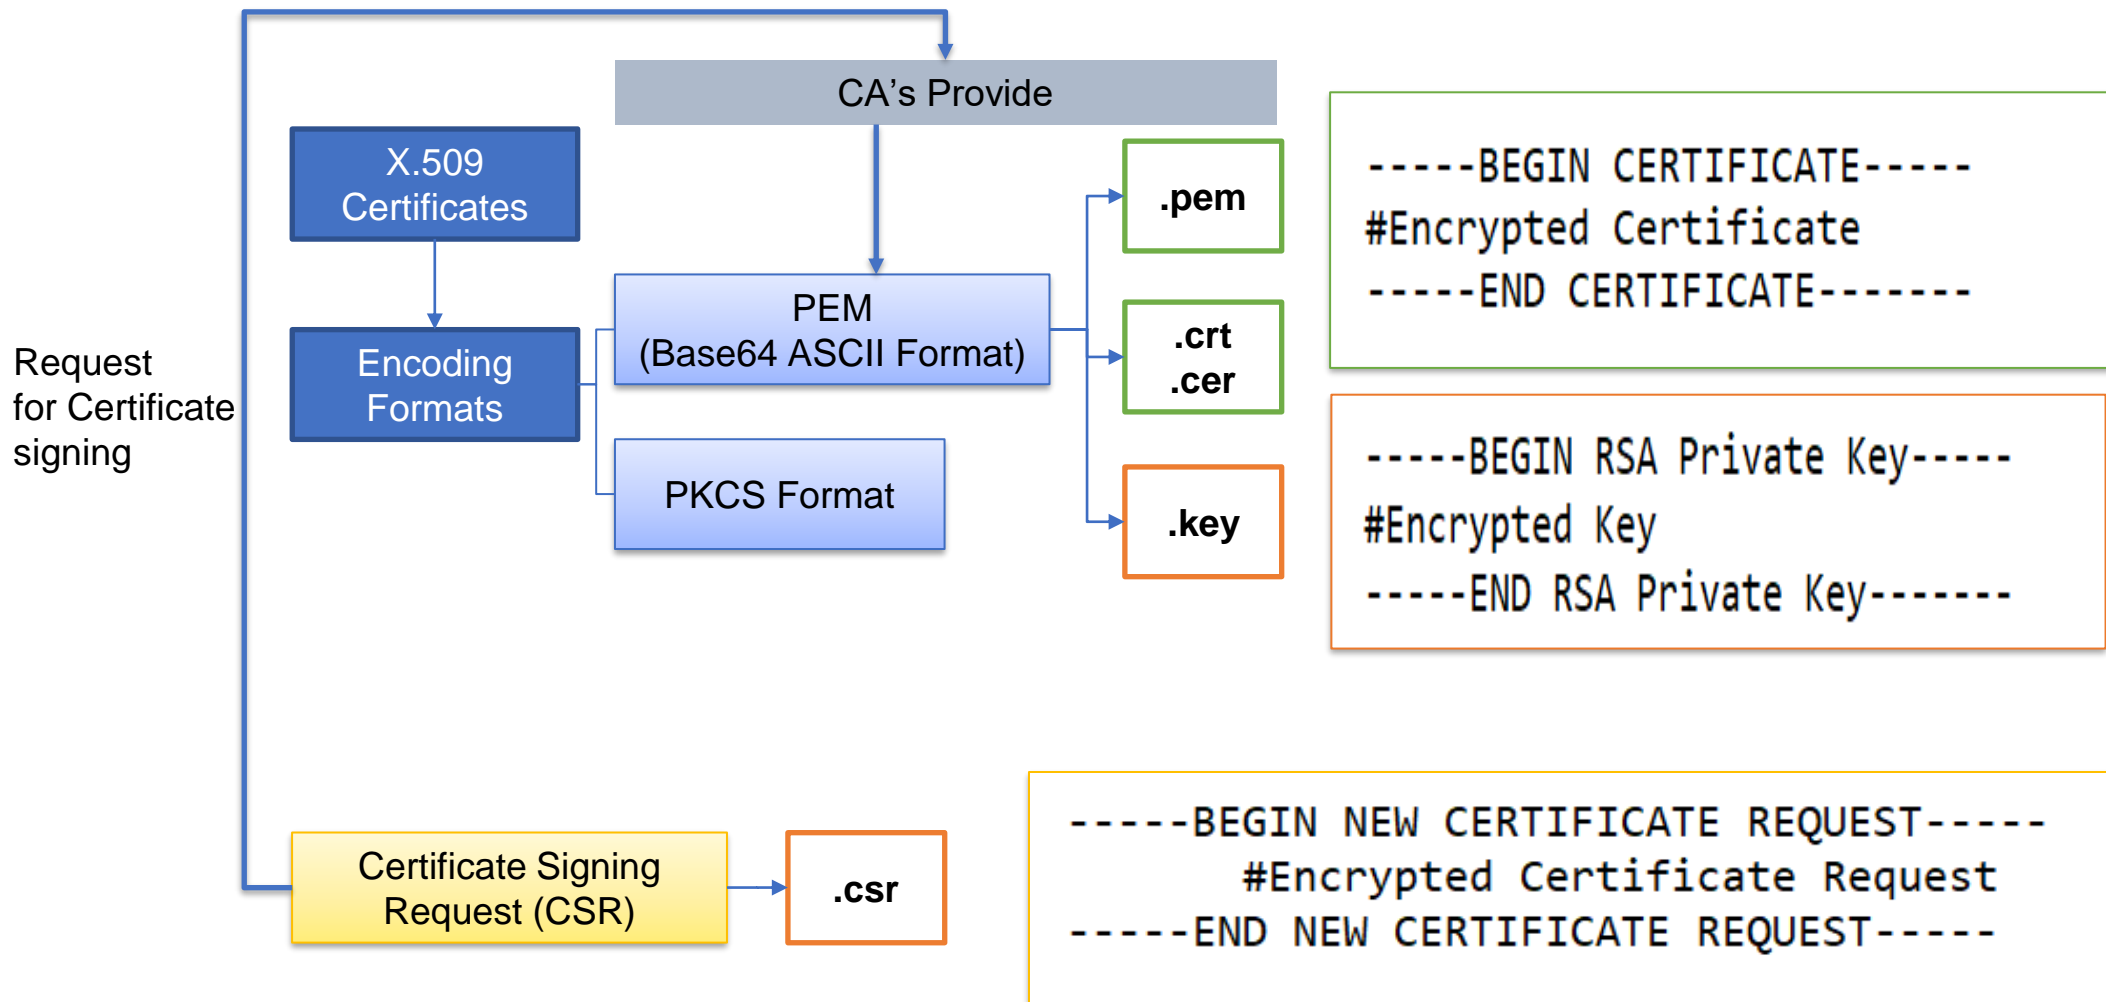 CA's Provide
X.509
Certificates
Encoding
Formats
PEM
(Base64 ASCII Format)
PKCS Format
.pem
.crt
.cer
.key
-----BEGIN CERTIFICATE-----
#Encrypted Certificate
-----END CERTIFICATE-------
-----BEGIN RSA Private Key-----
#Encrypted Key
-----END RSA Private Key-------
Request
for Certificate
signing
Certificate Signing
Request (CSR)
.csr
-----BEGIN NEW CERTIFICATE REQUEST-----
#Encrypted Certificate Request
-----END NEW CERTIFICATE REQUEST-----